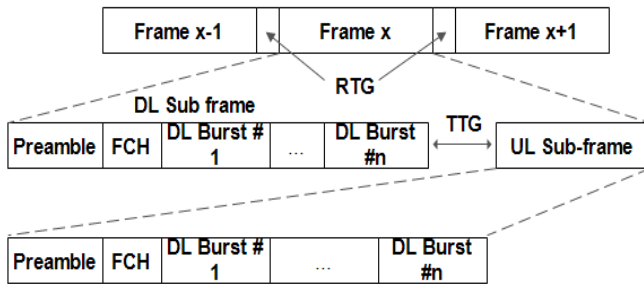 Frame x-1 Frame x Frame x+1
RTG
DL Sub frame
Preamble FCH DL Burst # 1 ... DL Burst #n TTG UL Sub-frame
Preamble FCH DL Burst # 1 ... DL Burst #n